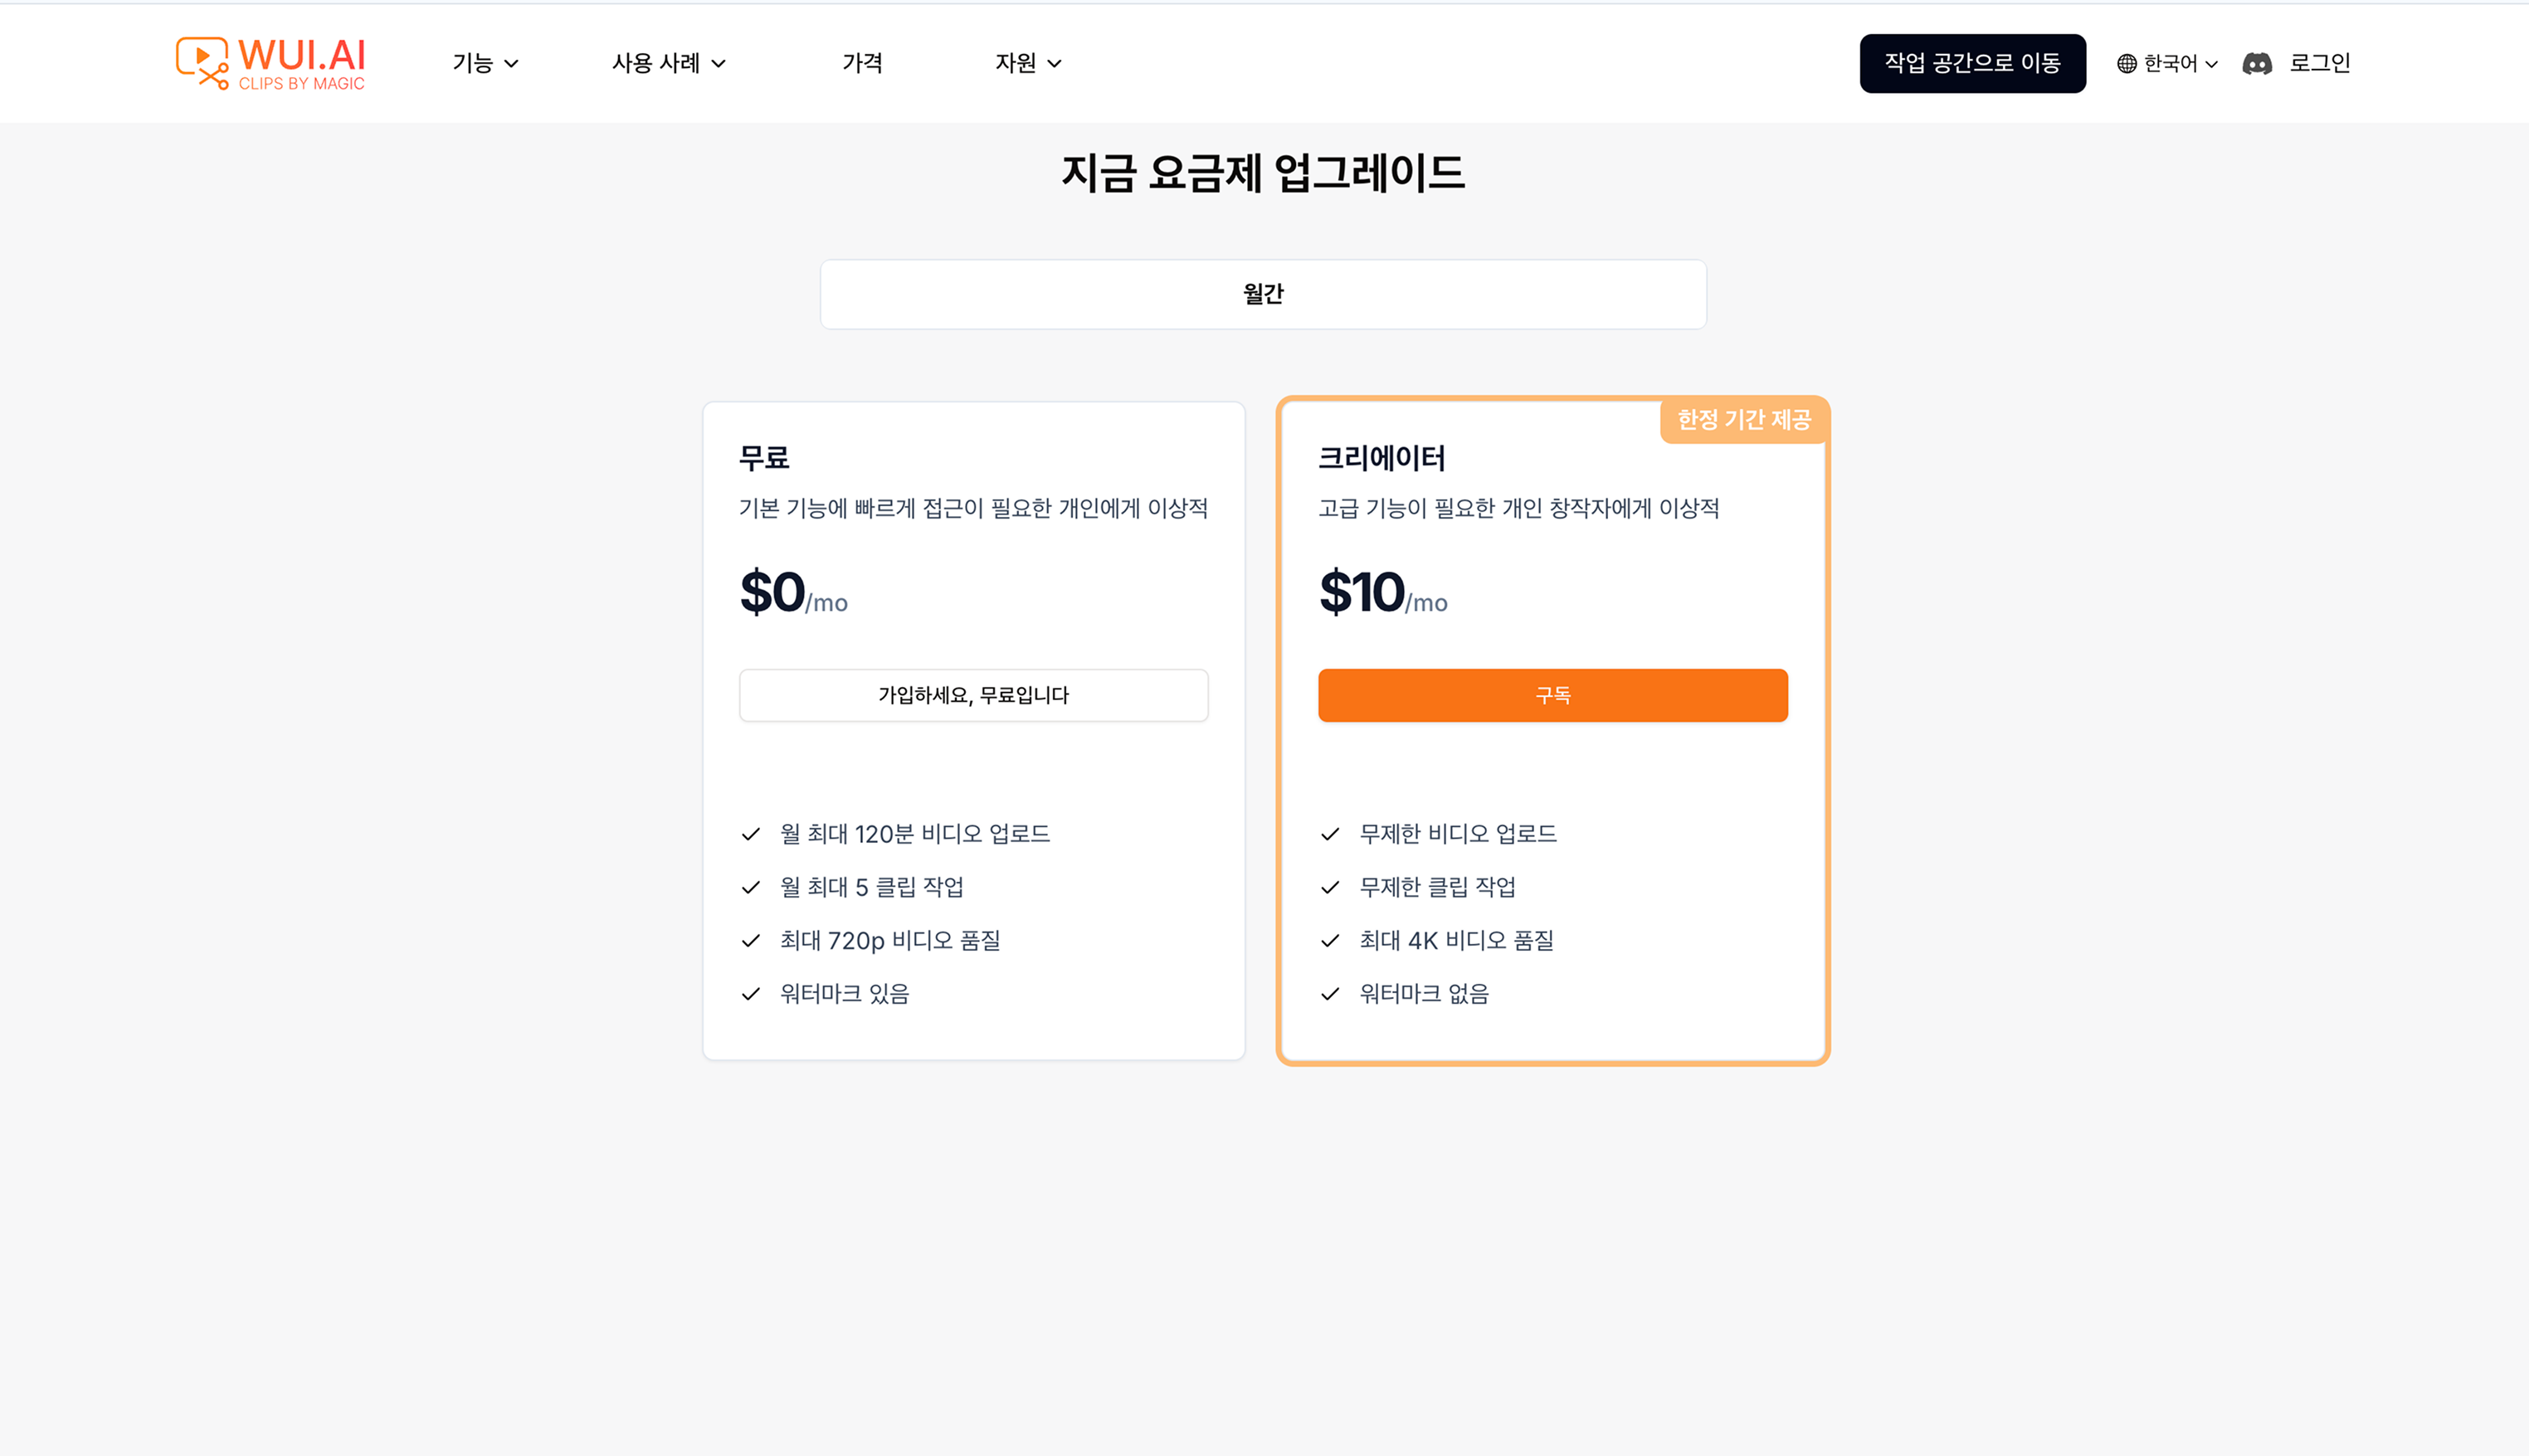 WUI.AI
CLIPS BY MAGIC
기능
사용 사례
가격
자원
작업 공간으로 이동
한국어
로그인
지금 요금제 업그레이드
월간
무료
기본 기능에 빠르게 접근이 필요한 개인에게 이상적
$0/mo
가입하세요, 무료입니다
월 최대 120분 비디오 업로드
월 최대 5 클립 작업
최대 720p 비디오 품질
워터마크 있음
한정 기간 제공
크리에이터
고급 기능이 필요한 개인 창작자에게 이상적
$10/mo
구독
무제한 비디오 업로드
무제한 클립 작업
최대 4K 비디오 품질
워터마크 없음